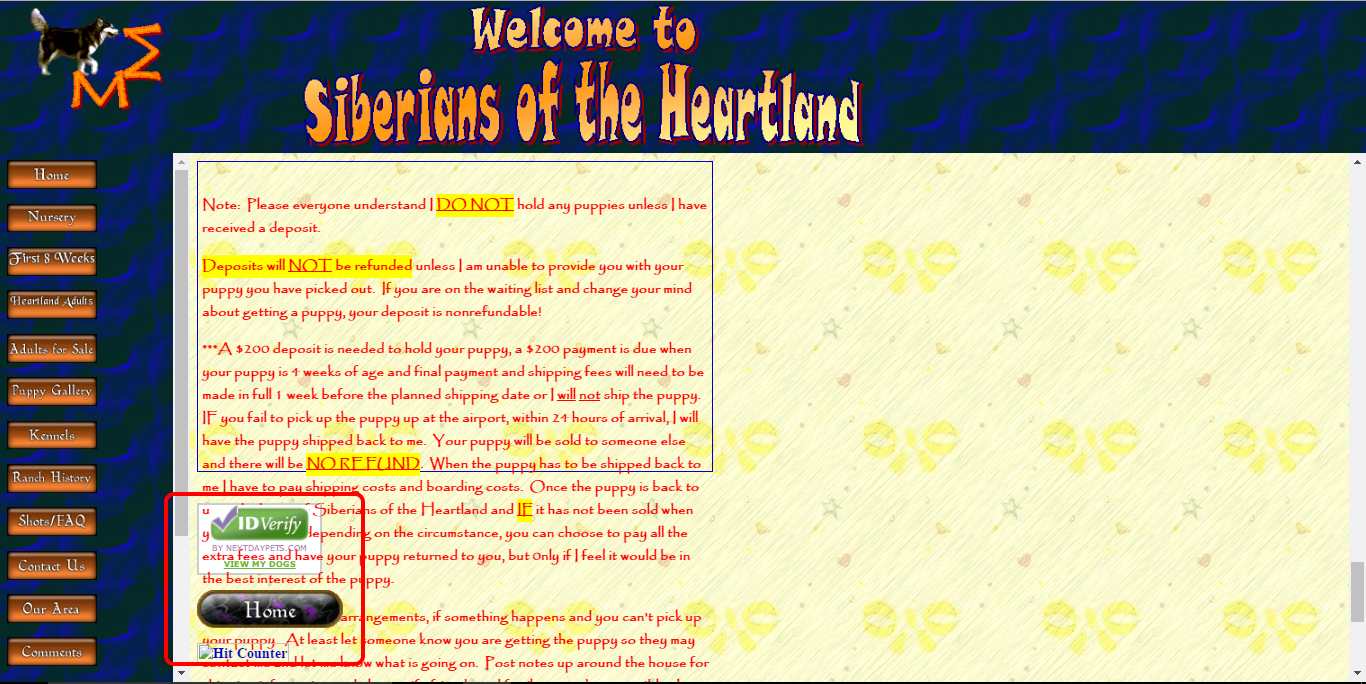 Welcome to
Siberians of the Heartland
M M
Home
Nursery
First 8 Weeks
Heartland Adults
Adults for Sale
Puppy Gallery
Kennels
Ranch History
Shots/FAQ
Contact Us
Our Area
Comments
Note: Please everyone understand I DO NOT hold any puppies unless I have
received a deposit.
Deposits will NOT be refunded unless I am unable to provide you with your
puppy you have picked out. If you are on the waiting list and change your mind
about getting a puppy, your deposit is nonrefundable!
***A $200 deposit is needed to hold your puppy, a $200 payment is due when
your puppy is 4 weeks of age and final payment and shipping fees will need to be
made in full 1 week before the planned shipping date or I will not ship the puppy.
IF you fail to pick up the puppy up at the airport, within 24 hours of arrival, I will
have the puppy shipped back to me. Your puppy will be sold to someone else
and there will be NO REFUND. When the puppy has to be shipped back to
me I have to pay shipping costs and boarding costs. Once the puppy is back to
Siberians of the Heartland and IF it has not been sold when
depending on the circumstance, you can choose to pay all the
extra fees and have your puppy returned to you, but only if I feel it would be in
the best interest of the puppy.
arrangements, if something happens and you can't pick up
your puppy. At least let someone know you are getting the puppy so they may
contact me and let me know what is going on. Post notes up around the house for
IDVerify
BY NEXTDAYPETS.COM
VIEW MY DOGS
Home
Hit Counter